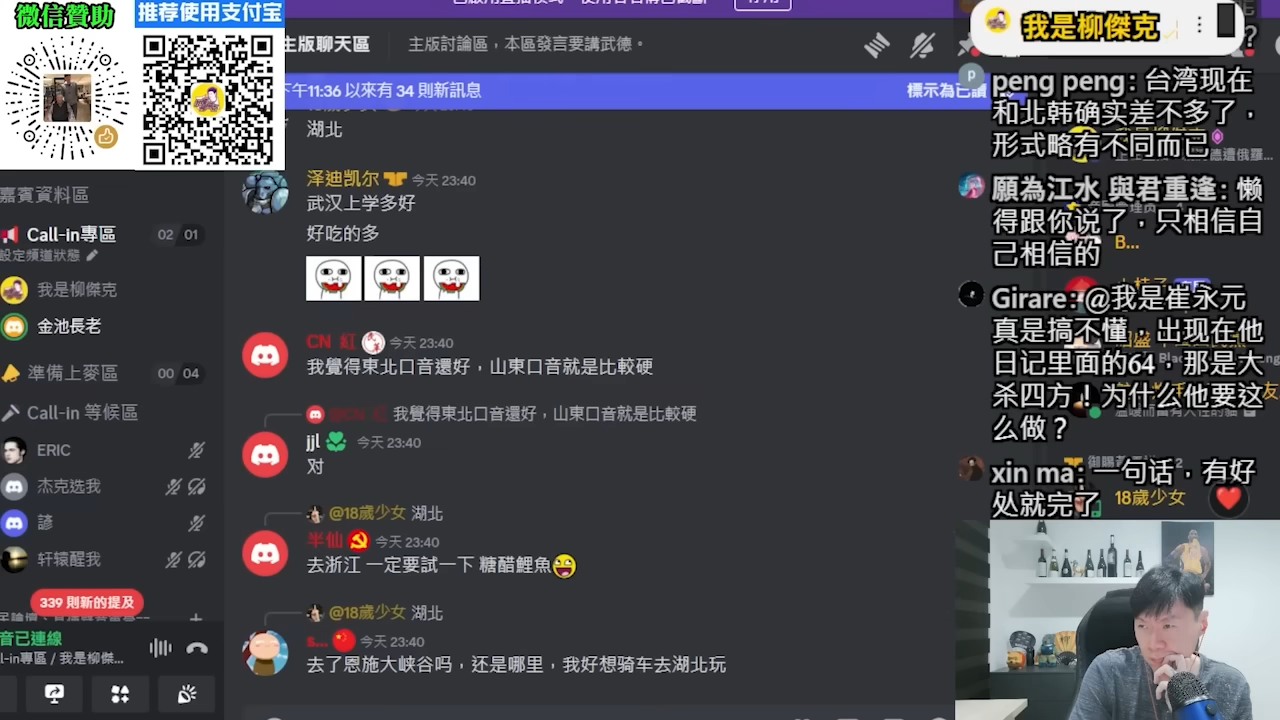 微信贊助
推荐使用支付宝
主版聊天區
主版討論區，本區發言要講武德。
下午11:36 以來有 34 則新訊息
標示為已讀
湖北
泽迪凯尔 今天 23:40
武汉上学多好
好吃的多
CN 紅 今天 23:40
我覺得東北口音還好，山東口音就是比較硬
我覺得東北口音還好，山東口音就是比較硬
jjl 今天 23:40
对
@18歲少女 湖北
半仙 今天 23:40
去浙江 一定要試一下 糖醋鯉魚
@18歲少女 湖北
s... 今天 23:40
去了恩施大峡谷吗，还是哪里，我好想骑车去湖北玩
嘉賓資料區
Call-in專區 02 01
設定頻道狀態
我是柳傑克
金池長老
準備上麥區 00 04
Call-in 等候區
ERIC
杰克选我
諺
轩辕醒我
339 則新的提及
音已連線
l-in專區 / 我是柳傑...
我是柳傑克
peng peng: 台湾现在
和北韩确实差不多了，
形式略有不同而已
願為江水 與君重逢: 懒
得跟你说了，只相信自
己相信的
B...
Girare: @我是崔永元
真是搞不懂，出现在他
日记里面的64，那是大
杀四方！为什么他要这
么做？
xin ma: 一句话，有好
处就完了
18歲少女